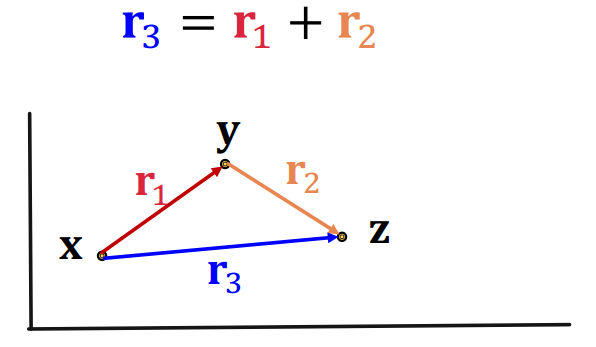 r₃ = r₁ + r₂
y
r₁
r₂
x
z
r₃